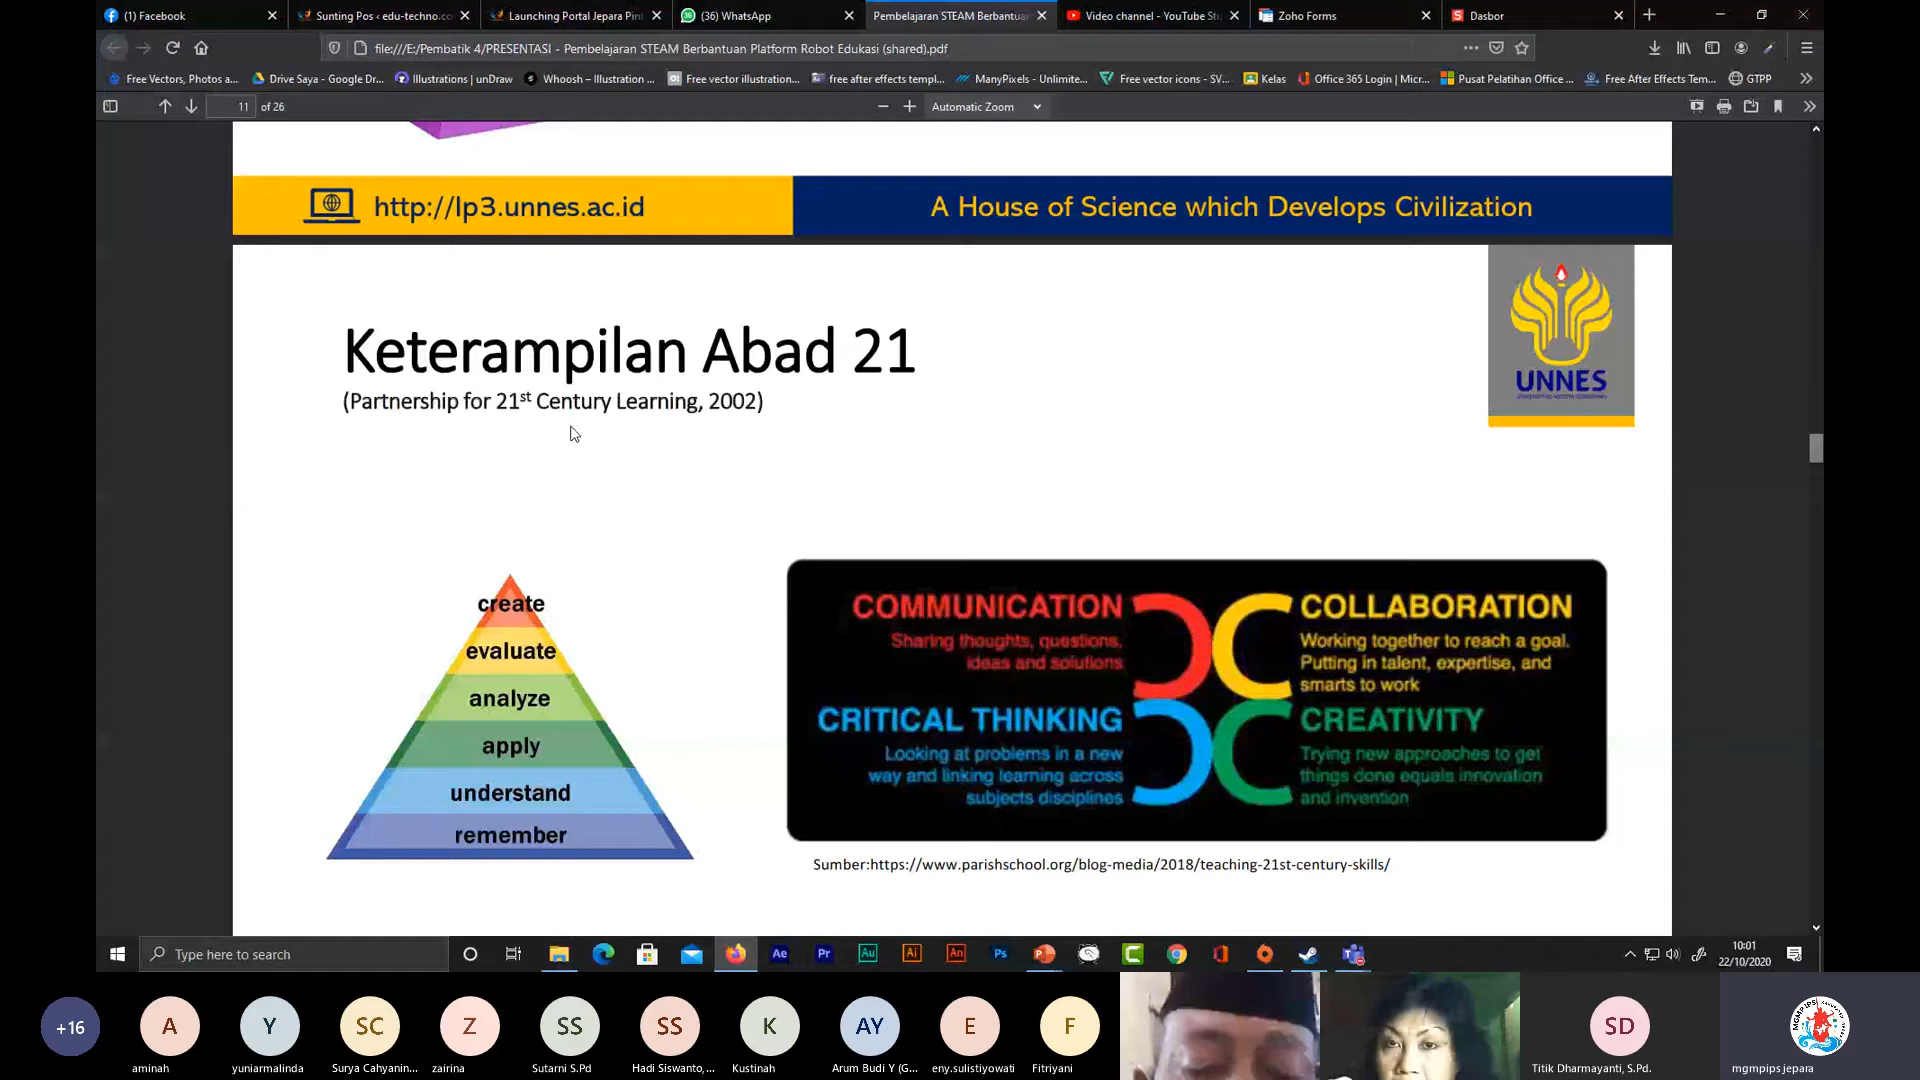 (1) Facebook
Sunting Pos ‹ edu-techno.co
Launching Portal Jepara Pin
(36) WhatsApp
Pembelajaran STEAM Berbantuan
Video channel - YouTube St
Zoho Forms
Dasbor
file:///E:/Pembatik 4/PRESENTASI - Pembelajaran STEAM Berbantuan Platform Robot Edukasi (shared).pdf
Free Vectors, Photos a...
Drive Saya - Google Dr...
Illustrations | unDraw
Whoosh – Illustration ...
Free vector illustration...
free after effects templ...
ManyPixels - Unlimite...
Free vector icons - SV...
Kelas
Office 365 Login | Micr...
Pusat Pelatihan Office ...
Free After Effects Tem...
GTPP
11 of 26
Automatic Zoom
http://lp3.unnes.ac.id
A House of Science which Develops Civilization
UNNES
Keterampilan Abad 21
(Partnership for 21st Century Learning, 2002)
create
evaluate
analyze
apply
understand
remember
COMMUNICATION
Sharing thoughts, questions,
ideas and solutions
COLLABORATION
Working together to reach a goal.
Putting in talent, expertise, and
smarts to work
CRITICAL THINKING
Looking at problems in a new
way and linking learning across
subjects disciplines
CREATIVITY
Trying new approaches to get
things done equals innovation
and invention
Sumber:https://www.parishschool.org/blog-media/2018/teaching-21st-century-skills/
Type here to search
Ae
Pr
Au
Ai
An
Ps
10:01
22/10/2020
+16
A
Y
SC
Z
SS
SS
K
AY
E
F
SD
aminah
yuniarmalinda
Surya Cahyanin...
zairina
Sutarni S.Pd
Hadi Siswanto,...
Kustinah
Arum Budi Y (G...
eny.sulistiyowati
Fitriyani
Titik Dharmayanti, S.Pd.
mgmpips jepara